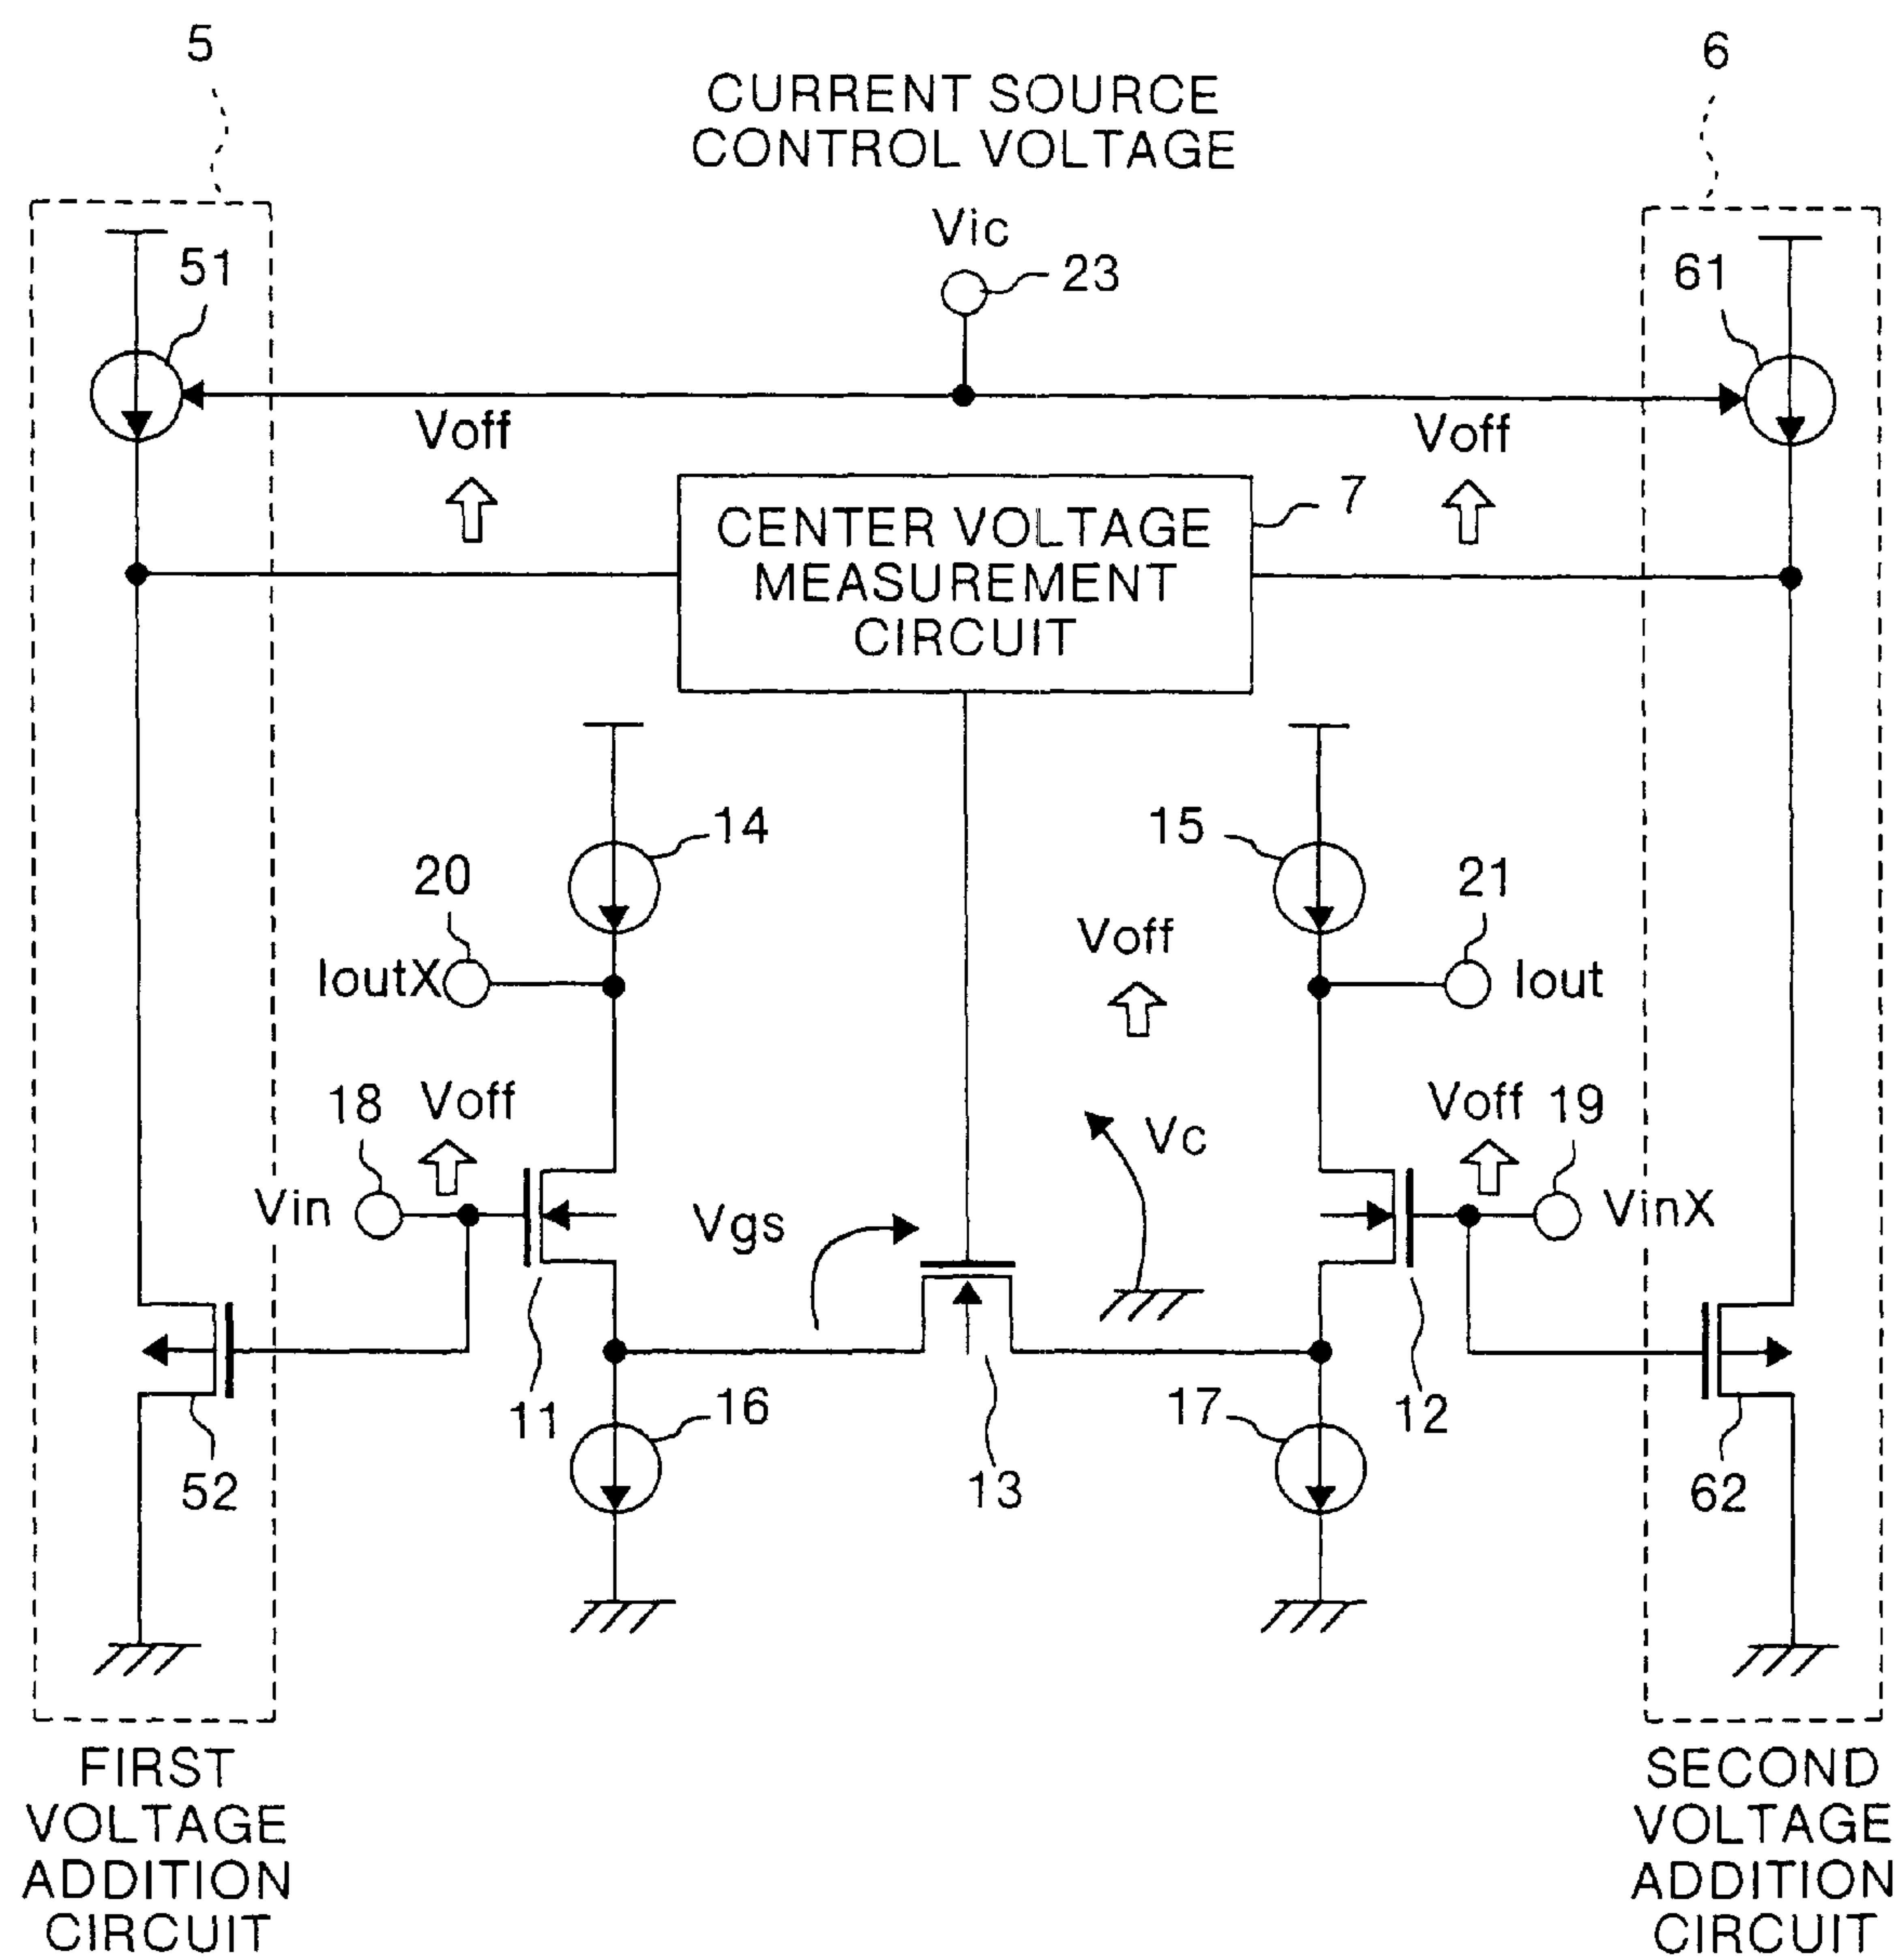 5
6
CURRENT SOURCE
CONTROL VOLTAGE
Vic
23
51
61
Voff
Voff
7
CENTER VOLTAGE
MEASUREMENT
CIRCUIT
14
15
20
21
Voff
IoutX
Iout
18
Voff
Voff
19
Vc
Vin
Vgs
VinX
11
16
17
12
52
13
62
FIRST
VOLTAGE
ADDITION
CIRCUIT
SECOND
VOLTAGE
ADDITION
CIRCUIT